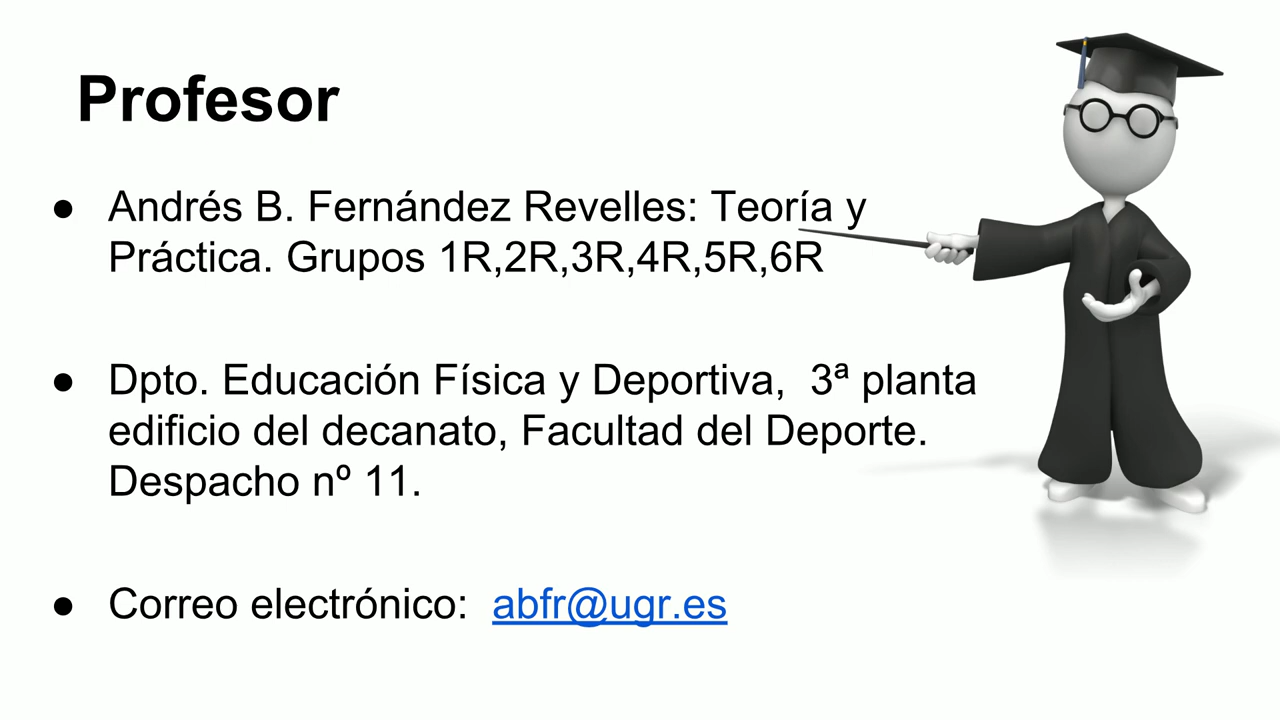 Profesor
● Andrés B. Fernández Revelles: Teoría y
Práctica. Grupos 1R,2R,3R,4R,5R,6R
● Dpto. Educación Física y Deportiva, 3ª planta
edificio del decanato, Facultad del Deporte.
Despacho nº 11.
● Correo electrónico: abfr@ugr.es